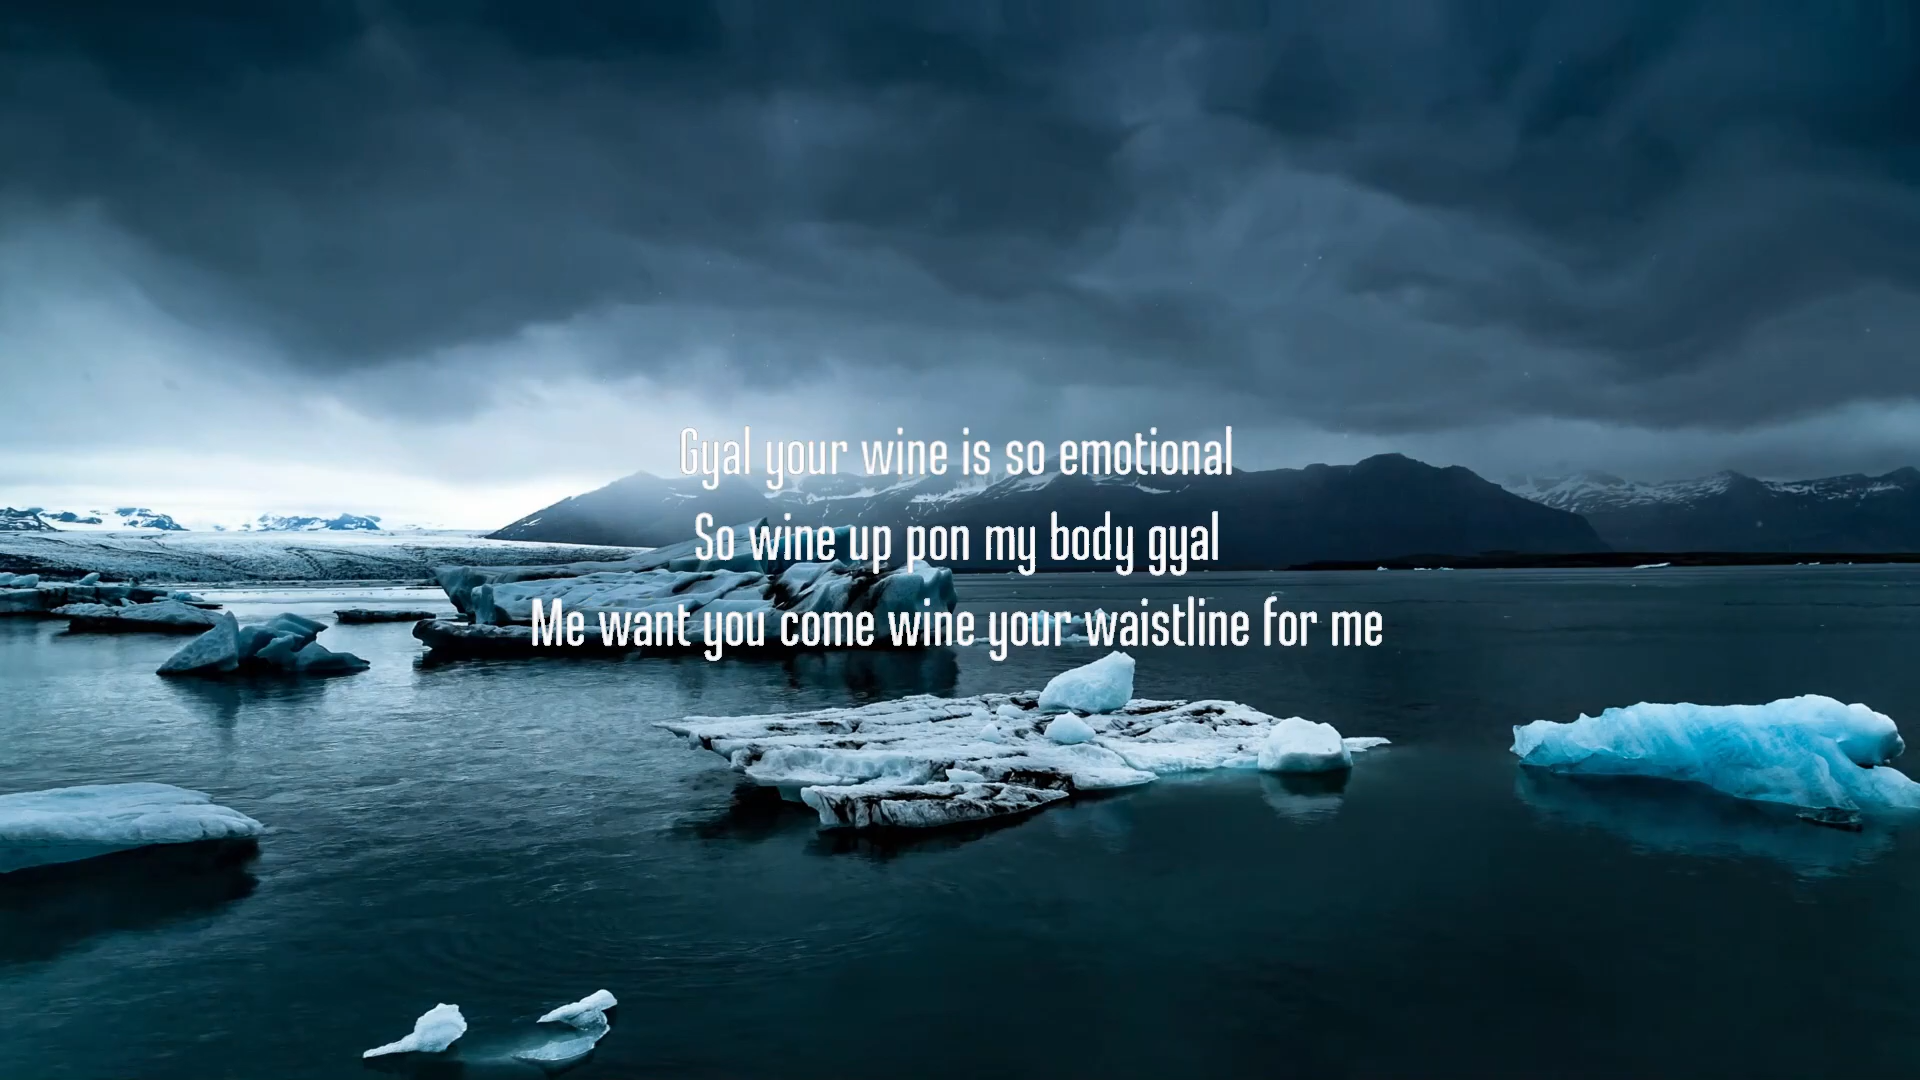 Gyal your wine is so emotional
So wine up pon my body gyal
Me want you come wine your waistline for me